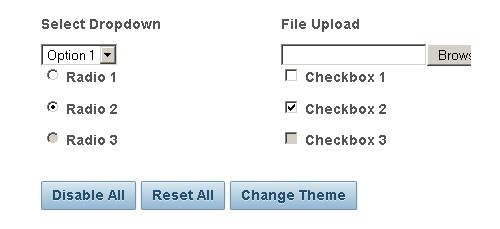 Select Dropdown
File Upload
Option 1
Brows
Radio 1
Checkbox 1
Radio 2
Checkbox 2
Radio 3
Checkbox 3
Disable All
Reset All
Change Theme